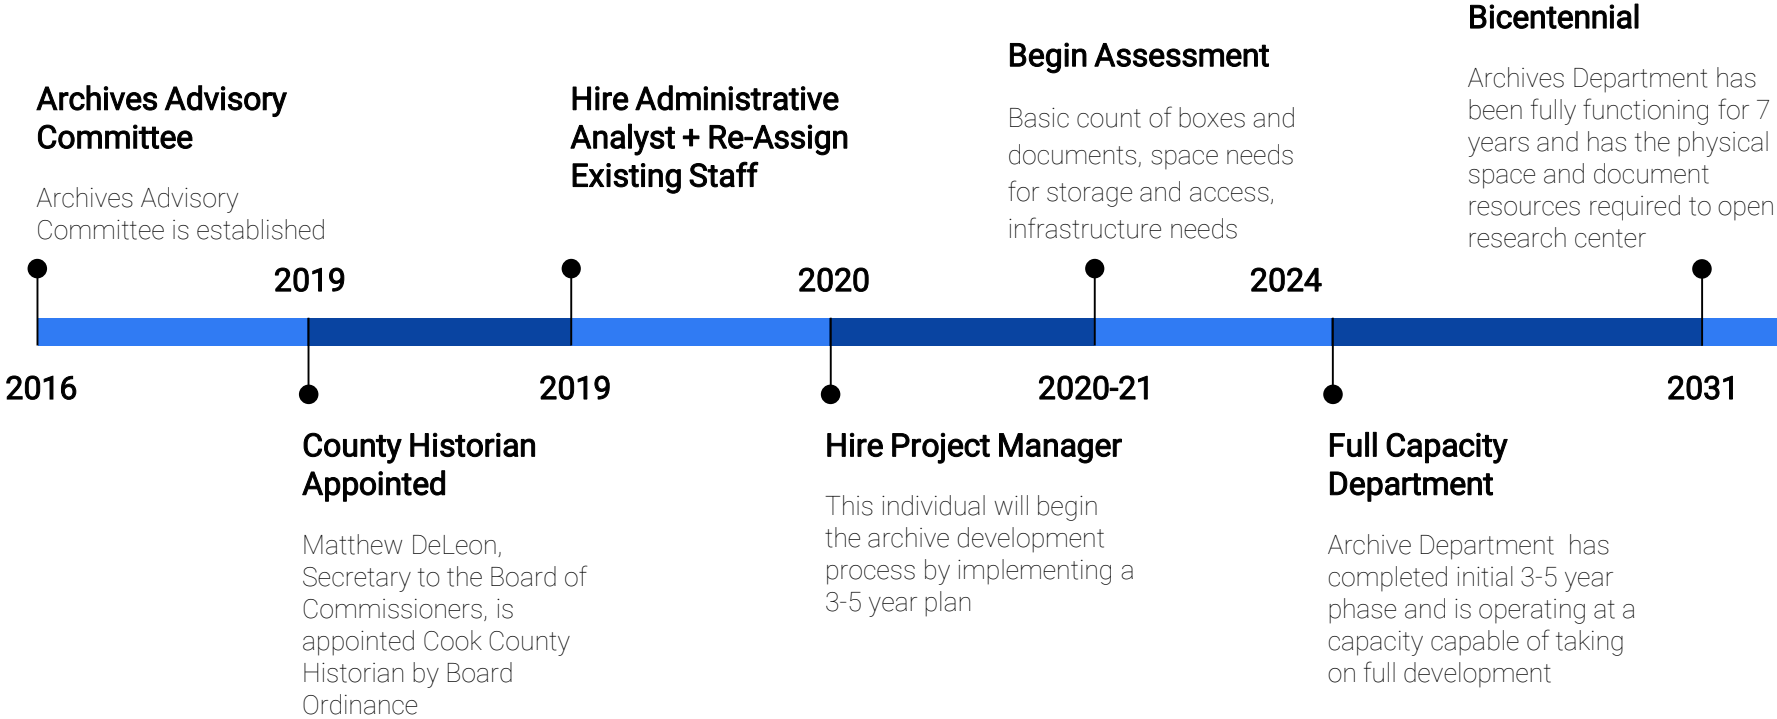 Archives Advisory
Committee
Archives Advisory
Committee is established
2016
2019
County Historian
Appointed
Matthew DeLeon,
Secretary to the Board of
Commissioners, is
appointed Cook County
Historian by Board
Ordinance
Hire Administrative
Analyst + Re-Assign
Existing Staff
2019
2020
Hire Project Manager
This individual will begin
the archive development
process by implementing a
3-5 year plan
Begin Assessment
Basic count of boxes and
documents, space needs
for storage and access,
infrastructure needs
2020-21
2024
Full Capacity
Department
Archive Department  has
completed initial 3-5 year
phase and is operating at a
capacity capable of taking
on full development
Bicentennial
Archives Department has
been fully functioning for 7
years and has the physical
space and document
resources required to open
research center
2031